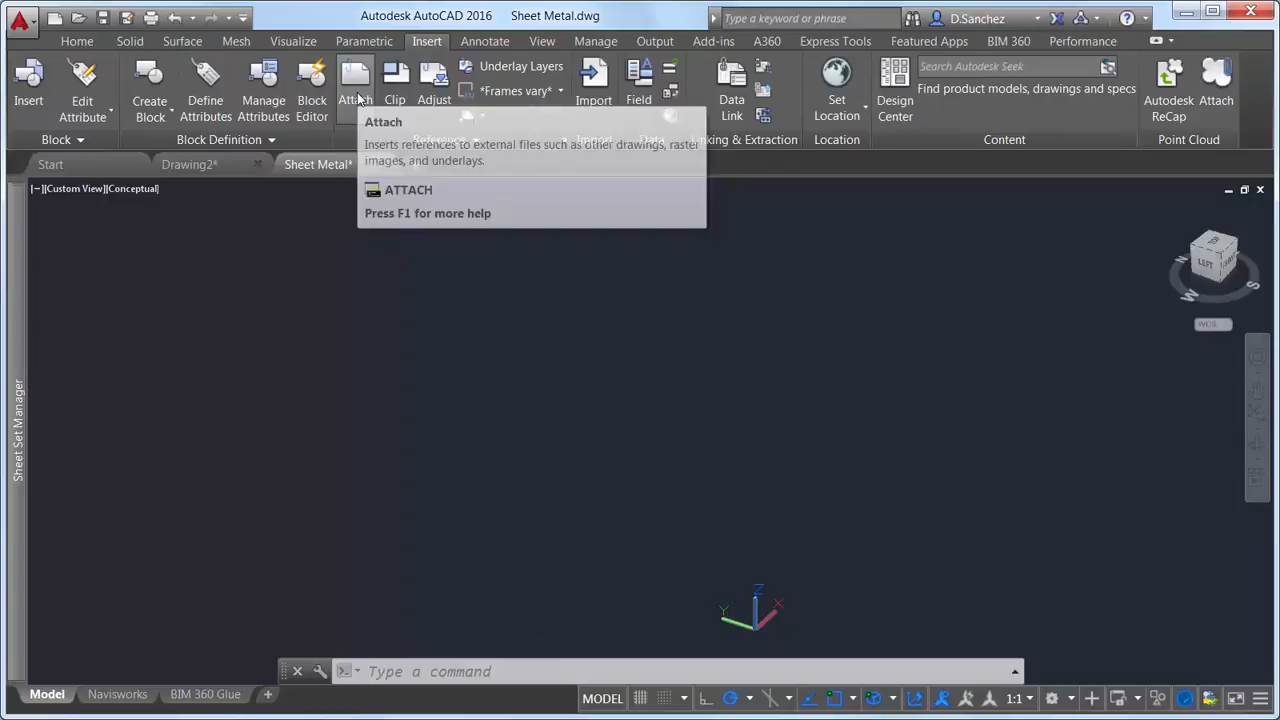 Autodesk AutoCAD 2016 Sheet Metal.dwg
Type a keyword or phrase
D.Sanchez
Home Solid Surface Mesh Visualize Parametric Insert Annotate View Manage Output Add-ins A360 Express Tools Featured Apps BIM 360 Performance
Insert
Edit
Attribute
Create
Block
Define
Attributes
Manage
Attributes
Block
Editor
Attach
Clip
Adjust
Underlay Layers
*Frames vary*
Import
Field
Data
Link
Set
Location
Design
Center
Search Autodesk Seek
Find product models, drawings and specs
Autodesk
ReCap
Attach
Block
Block Definition
Reference
Import
Data
Linking & Extraction
Location
Content
Point Cloud
Attach
Inserts references to external files such as other drawings, raster
images, and underlays.
ATTACH
Press F1 for more help
Start Drawing2* Sheet Metal*
[−][Custom View][Conceptual]
LEFT
N
W
S
WCS
Sheet Set Manager
Z
Y
X
Type a command
Model Navisworks BIM 360 Glue +
MODEL
1:1